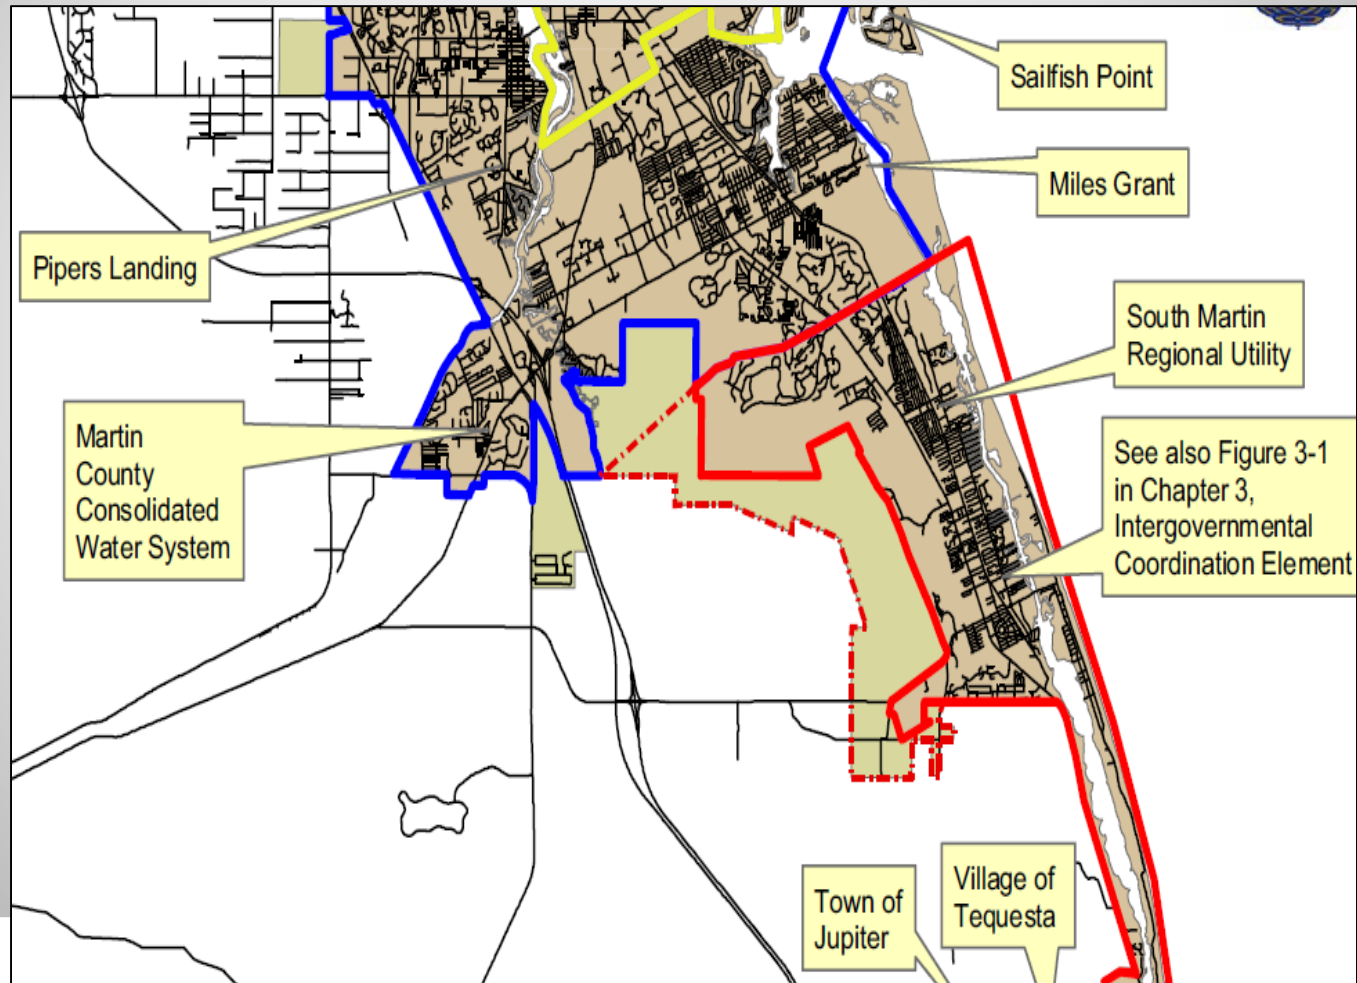 Sailfish Point
Miles Grant
Pipers Landing
South Martin
Regional Utility
Martin
County
Consolidated
Water System
See also Figure 3-1
in Chapter 3,
Intergovernmental
Coordination Element
Town of
Jupiter
Village of
Tequesta